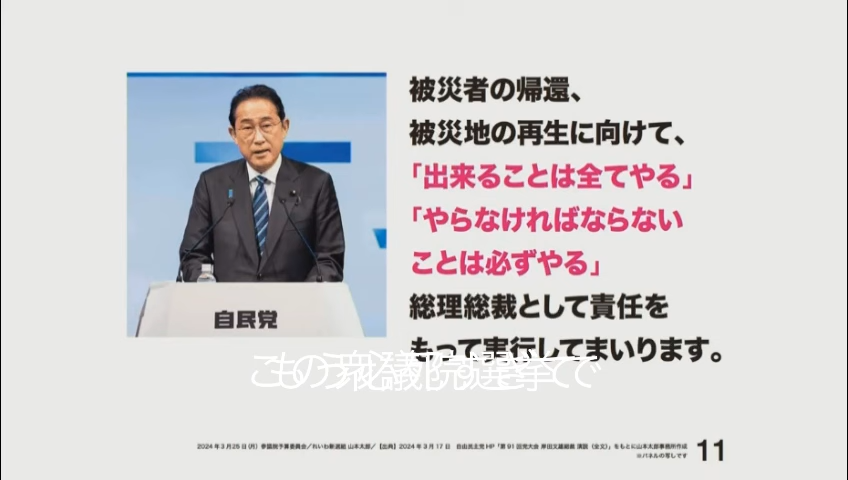 被災者の帰還、
被災地の再生に向けて、
「出来ることは全てやる」
「やらなければならない
ことは必ずやる」
総理総裁として責任を
もって実行してまいります。
自民党
2024年3月25日(月) 参議院予算委員会/れいわ新選組 山本太郎/【出典】2024年3月17日 自由民主党HP「第91回党大会 岸田文雄総裁 演説(全文)」をもとに山本太郎事務所作成
※パネルの写しです
11